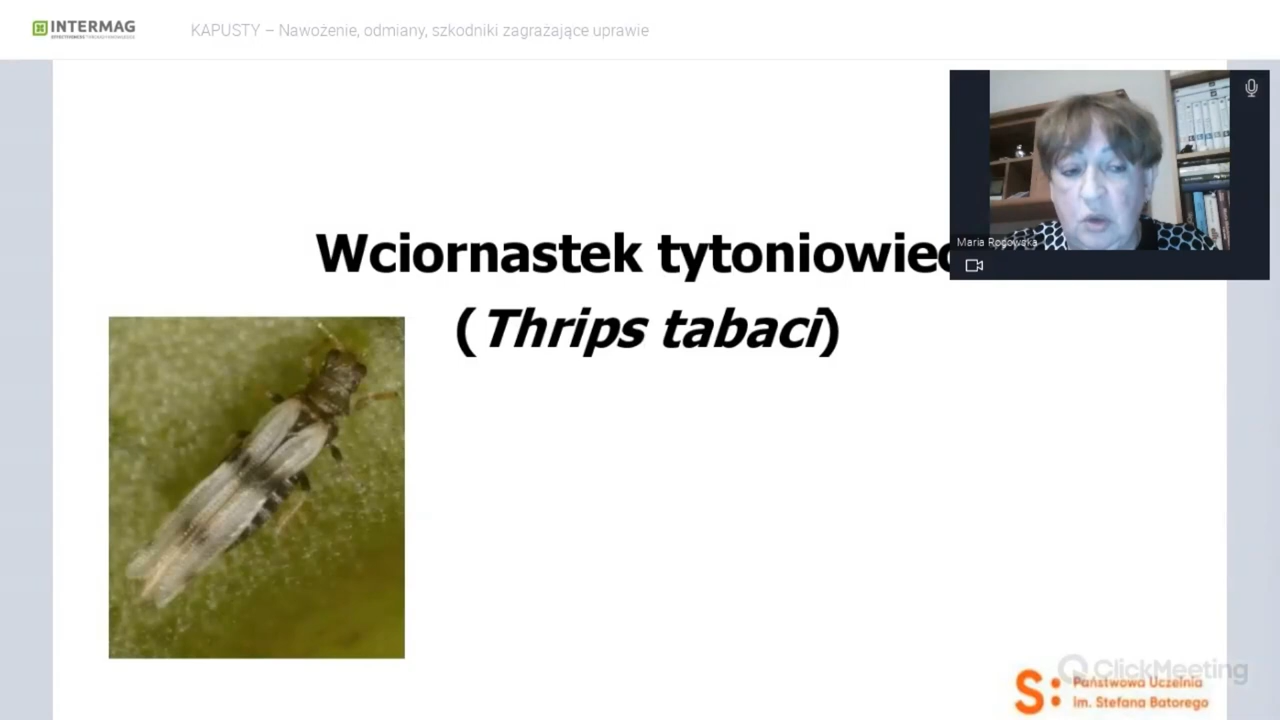 INTERMAG
KAPUSTY – Nawożenie, odmiany, szkodniki zagrażające uprawie
Maria Rogowska
Wciornastek tytoniowiec
(Thrips tabaci)
ClickMeeting
S:
Państwowa Uczelnia
Im. Stefana Batorego